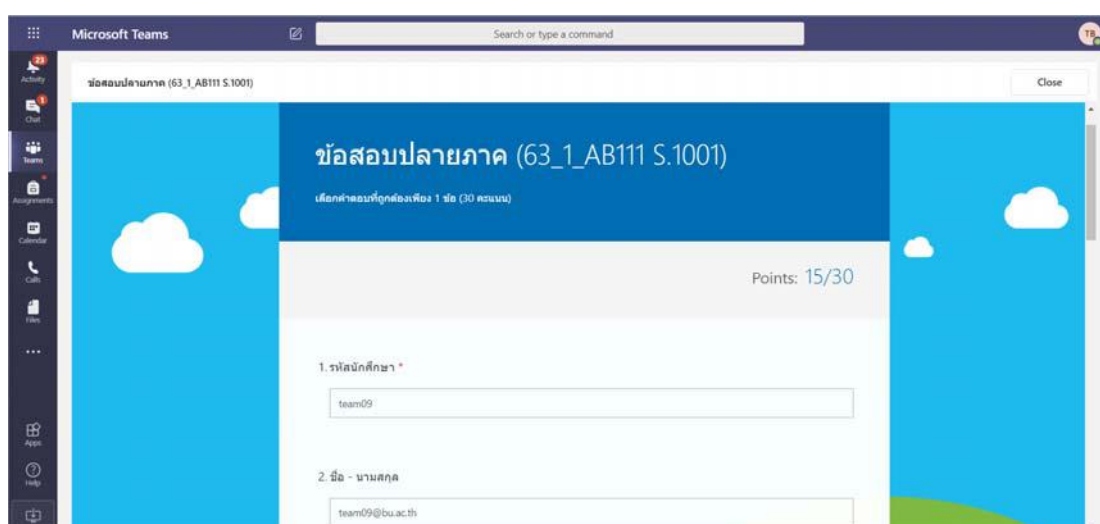 Microsoft Teams
Search or type a command
TB
23
Activity
ข้อสอบปลายภาค (63_1_AB111 S.1001)
Close
1
Chat
Teams
Assignments
Calendar
Calls
Files
Apps
Help
ข้อสอบปลายภาค (63_1_AB111 S.1001)
เลือกคำตอบที่ถูกต้องเพียง 1 ข้อ (30 คะแนน)
Points: 15/30
1. รหัสนักศึกษา *
team09
2. ชื่อ - นามสกุล
team09@bu.ac.th